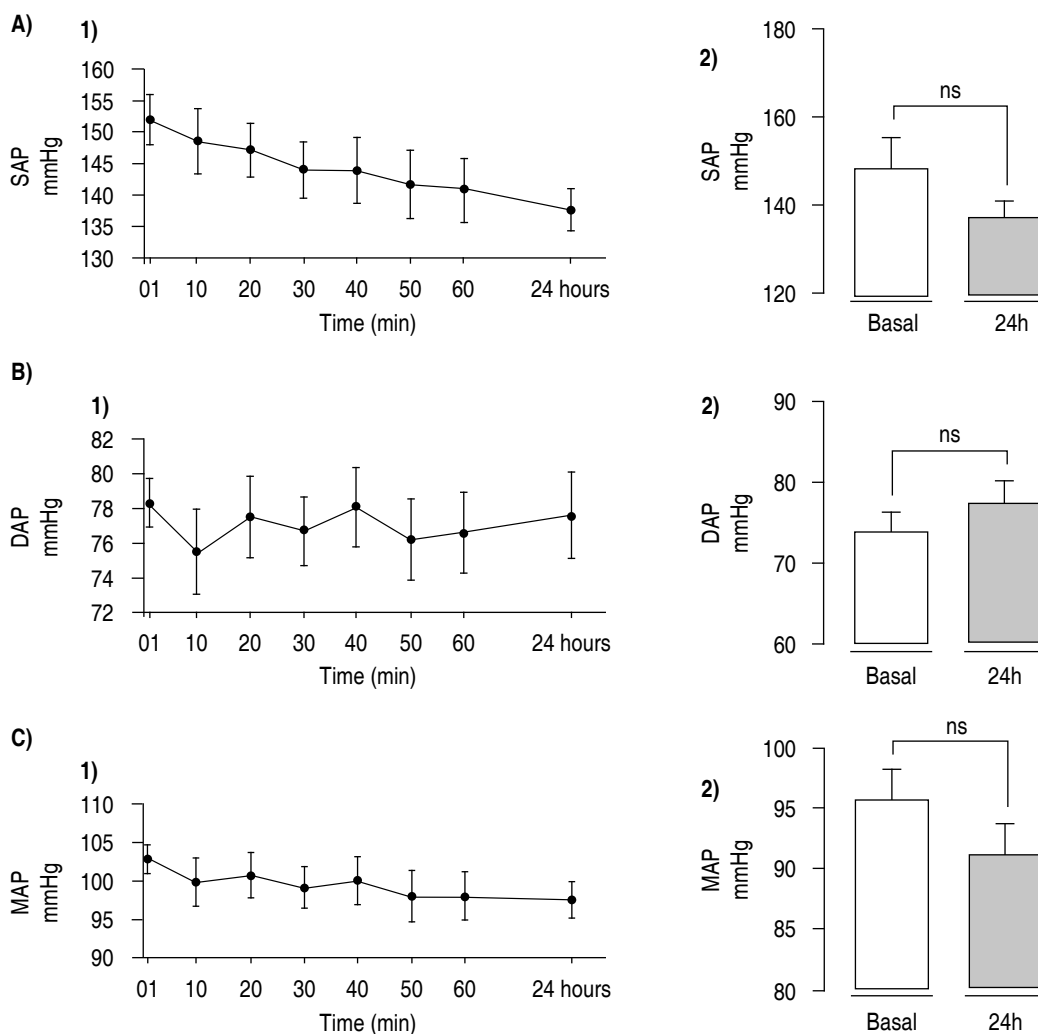 A)
1)
SAP
mmHg
160
155
150
145
140
135
130
01 10 20 30 40 50 60 24 hours
Time (min)
2)
SAP
mmHg
180
160
140
120
ns
Basal 24h
B)
1)
DAP
mmHg
82
80
78
76
74
72
01 10 20 30 40 50 60 24 hours
Time (min)
2)
DAP
mmHg
90
80
70
60
ns
Basal 24h
C)
1)
MAP
mmHg
110
105
100
95
90
01 10 20 30 40 50 60 24 hours
Time (min)
2)
MAP
mmHg
100
95
90
85
80
ns
Basal 24h